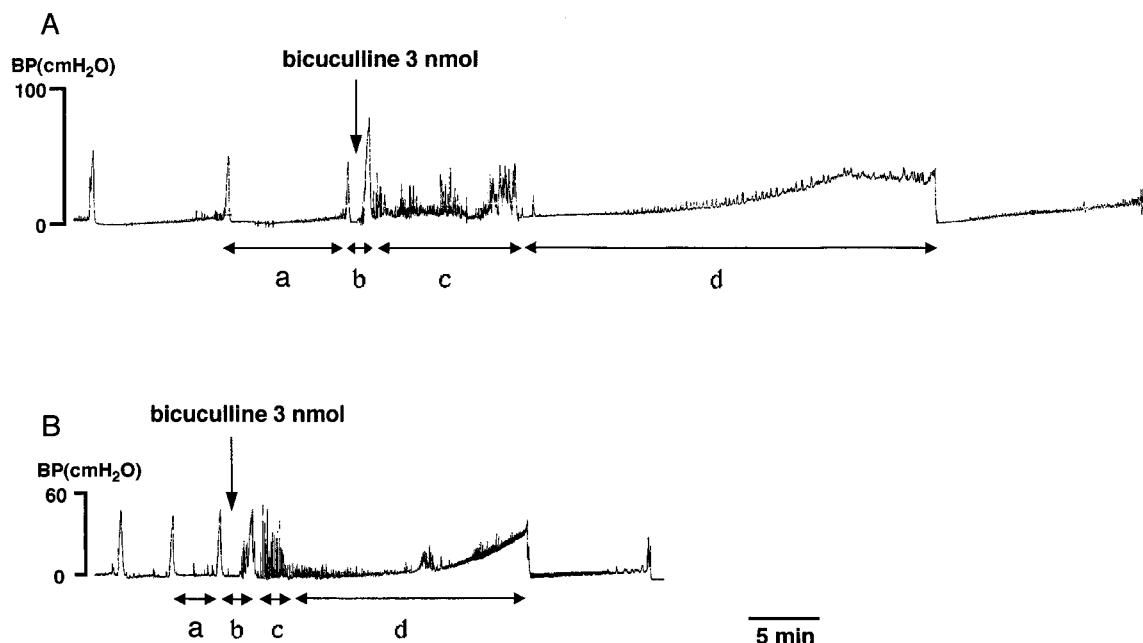 A
bicuculline 3 nmol
BP(cmH₂O)
100
0
a b c d
bicuculline 3 nmol
B
BP(cmH₂O)
60
0
a b c d
5 min